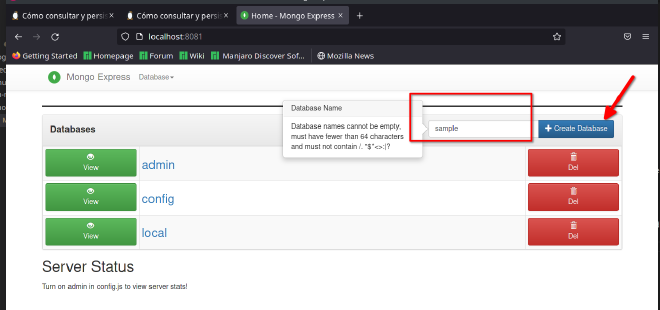 Cómo consultar y persi
Cómo consultar y persi
Home - Mongo Express
localhost:8081
Getting Started
Homepage
Forum
Wiki
Manjaro Discover Sof...
Mozilla News
Mongo Express
Database
Database Name
Databases
Database names cannot be empty,
must have fewer than 64 characters
and must not contain /. "$*<>:|?
sample
Create Database
View
admin
Del
View
config
Del
View
local
Del
Server Status
Turn on admin in config.js to view server stats!